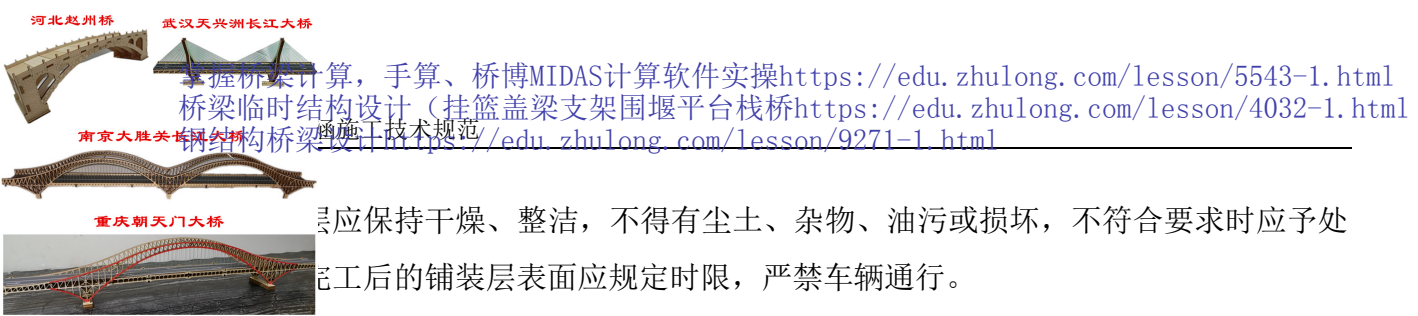 河北赵州桥
武汉天兴洲长江大桥
掌握桥梁计算，手算、桥博MIDAS计算软件实操https://edu.zhulong.com/lesson/5543-1.html
桥梁临时结构设计（挂篮盖梁支架围堰平台栈桥https://edu.zhulong.com/lesson/4032-1.html
涵施工技术规范
南京大胜关长江大桥
钢结构桥梁设计https://edu.zhulong.com/lesson/9271-1.html
层应保持干燥、整洁，不得有尘土、杂物、油污或损坏，不符合要求时应予处
重庆朝天门大桥
完工后的铺装层表面应规定时限，严禁车辆通行。